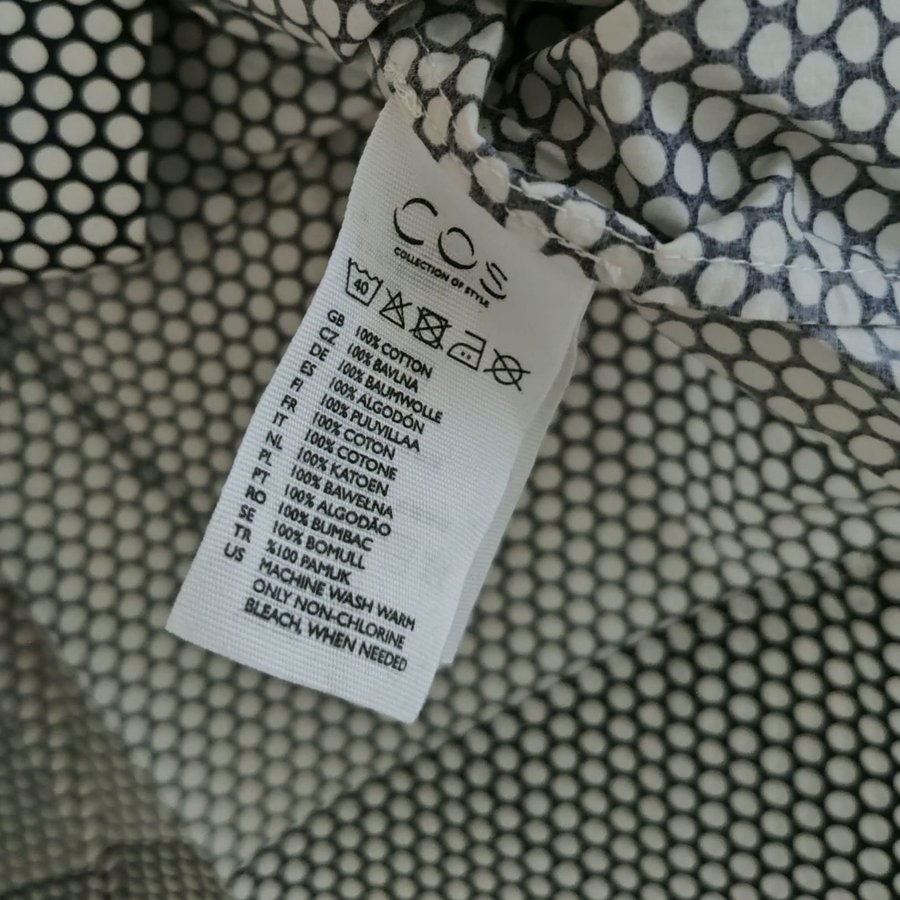 COS
COLLECTION OF STYLE
40
GB 100% COTTON
CZ 100% BAVLNA
DE 100% BAUMWOLLE
ES 100% ALGODÓN
FI 100% PUUVILLAA
FR 100% COTON
IT 100% COTONE
NL 100% KATOEN
PL 100% BAWEŁNA
PT 100% ALGODÃO
RO 100% BUMBAC
SE 100% BOMULL
TR %100 PAMUK
US MACHINE WASH WARM
ONLY NON-CHLORINE
BLEACH, WHEN NEEDED